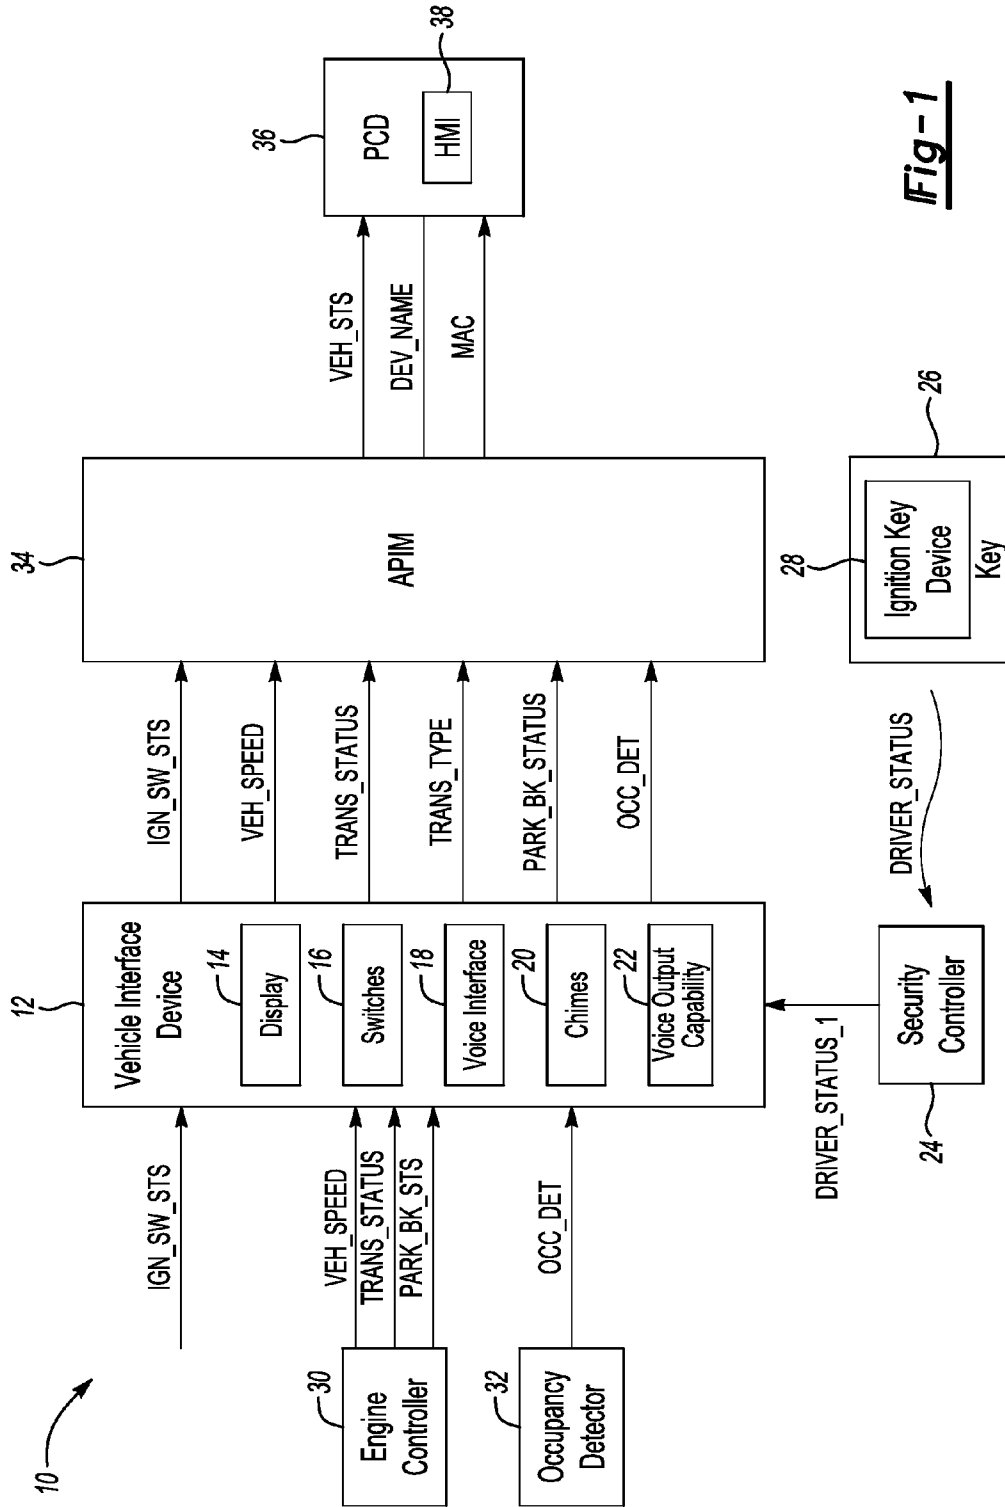 10
IGN_SW_STS
VEH_SPEED
TRANS_STATUS
PARK_BK_STS
30
Engine
Controller
32
Occupancy
Detector
OCC_DET
12
Vehicle Interface
Device
14
Display
16
Switches
18
Voice Interface
20
Chimes
22
Voice Output
Capability
DRIVER_STATUS_1
24
Security
Controller
DRIVER_STATUS
IGN_SW_STS
VEH_SPEED
TRANS_STATUS
TRANS_TYPE
PARK_BK_STATUS
OCC_DET
34
APIM
28
Ignition Key
Device
Key
26
VEH_STS
DEV_NAME
MAC
36
PCD
HMI
38
Fig-1